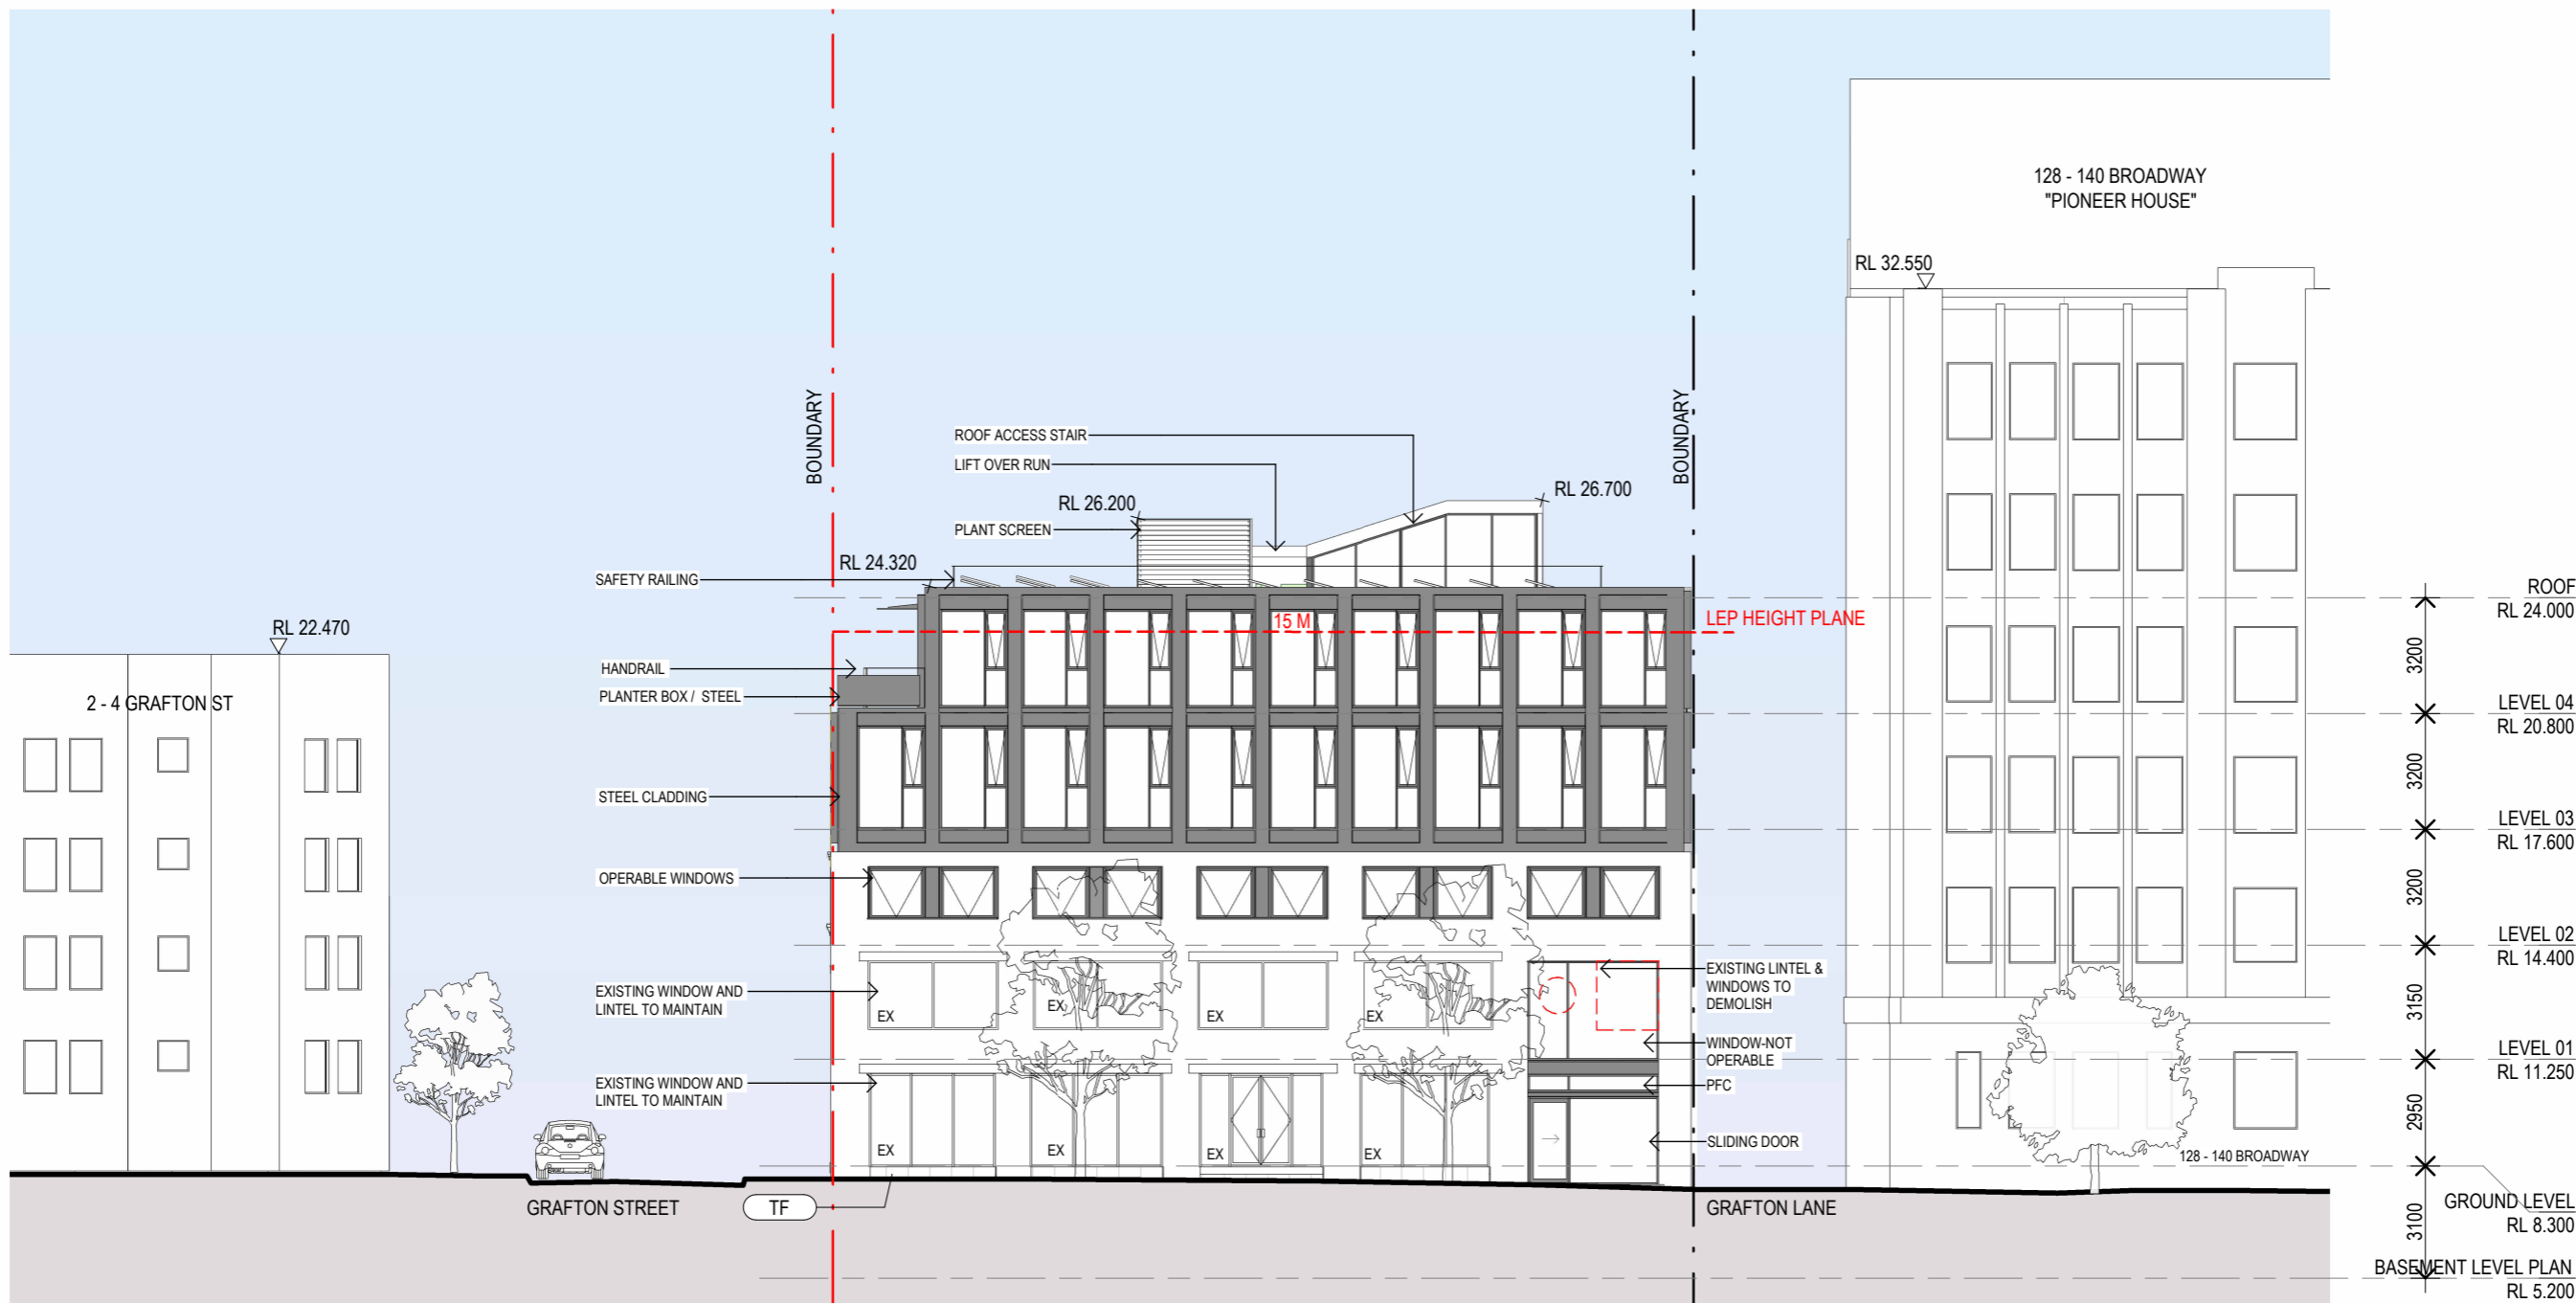 128 - 140 BROADWAY
"PIONEER HOUSE"
RL 32.550
BOUNDARY
BOUNDARY
ROOF ACCESS STAIR
LIFT OVER RUN
RL 26.200
RL 26.700
PLANT SCREEN
RL 24.320
SAFETY RAILING
ROOF
RL 24.000
15 M
LEP HEIGHT PLANE
RL 22.470
HANDRAIL
PLANTER BOX / STEEL
2 - 4 GRAFTON ST
3200
LEVEL 04
RL 20.800
STEEL CLADDING
3200
LEVEL 03
RL 17.600
OPERABLE WINDOWS
3200
LEVEL 02
RL 14.400
EXISTING WINDOW AND
LINTEL TO MAINTAIN
EX
EX
EX
EX
EXISTING LINTEL &
WINDOWS TO
DEMOLISH
WINDOW-NOT
OPERABLE
3150
LEVEL 01
RL 11.250
EXISTING WINDOW AND
LINTEL TO MAINTAIN
PFC
2950
EX
EX
EX
EX
SLIDING DOOR
128 - 140 BROADWAY
GRAFTON STREET
TF
GRAFTON LANE
GROUND LEVEL
RL 8.300
3100
BASEMENT LEVEL PLAN
RL 5.200